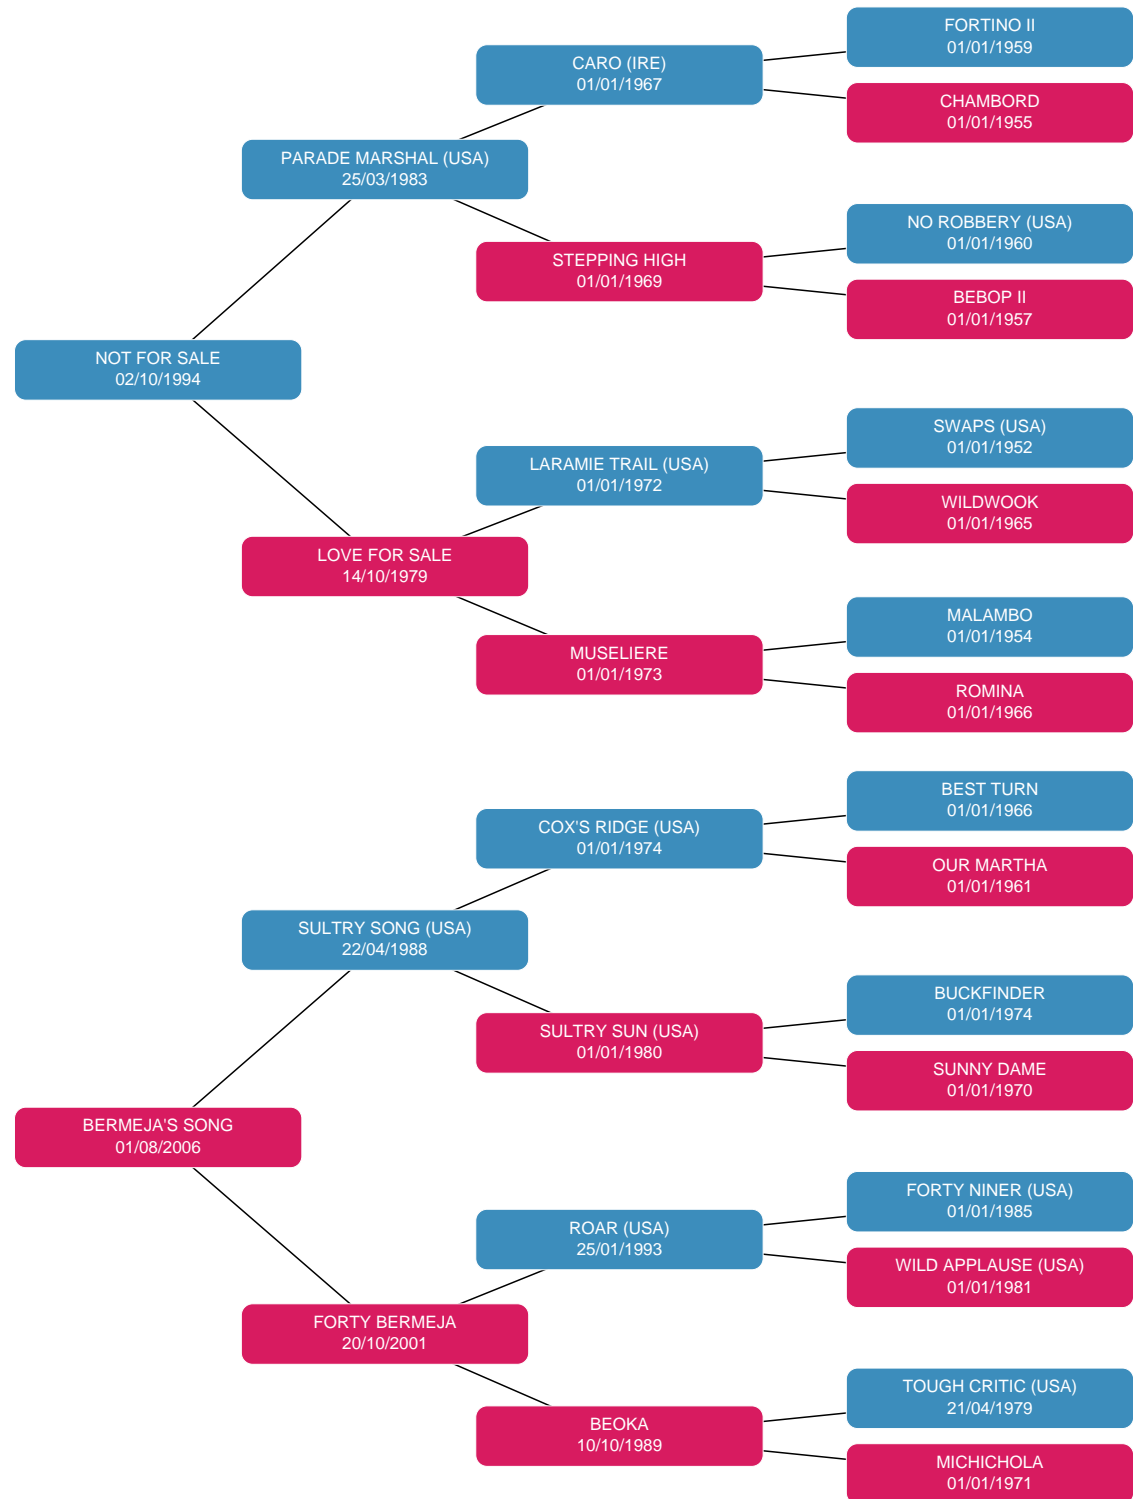 FORTINO II
01/01/1959
CARO (IRE)
01/01/1967
CHAMBORD
01/01/1955
PARADE MARSHAL (USA)
25/03/1983
NO ROBBERY (USA)
01/01/1960
STEPPING HIGH
01/01/1969
BEBOP II
01/01/1957
NOT FOR SALE
02/10/1994
SWAPS (USA)
01/01/1952
LARAMIE TRAIL (USA)
01/01/1972
WILDWOOK
01/01/1965
LOVE FOR SALE
14/10/1979
MALAMBO
01/01/1954
MUSELIERE
01/01/1973
ROMINA
01/01/1966
BEST TURN
01/01/1966
COX'S RIDGE (USA)
01/01/1974
OUR MARTHA
01/01/1961
SULTRY SONG (USA)
22/04/1988
BUCKFINDER
01/01/1974
SULTRY SUN (USA)
01/01/1980
SUNNY DAME
01/01/1970
BERMEJA'S SONG
01/08/2006
FORTY NINER (USA)
01/01/1985
ROAR (USA)
25/01/1993
WILD APPLAUSE (USA)
01/01/1981
FORTY BERMEJA
20/10/2001
TOUGH CRITIC (USA)
21/04/1979
BEOKA
10/10/1989
MICHICHOLA
01/01/1971